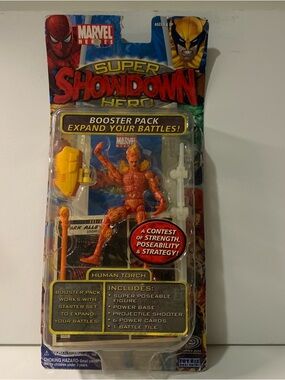 MARVEL
HEROES
SUPER
SHOWDOWN
HERO
BOOSTER PACK
EXPAND YOUR BATTLES!
MARVEL
A CONTEST
OF STRENGTH,
POSEABILITY
& STRATEGY!
HUMAN TORCH
BOOSTER PACK
WORKS WITH
STARTER SET
TO EXPAND
YOUR BATTLES!
INCLUDES:
• SUPER POSEABLE
FIGURE
• POWER BASE
• PROJECTILE SHOOTER
• 6 POWER CARDS
• 1 BATTLE TILE